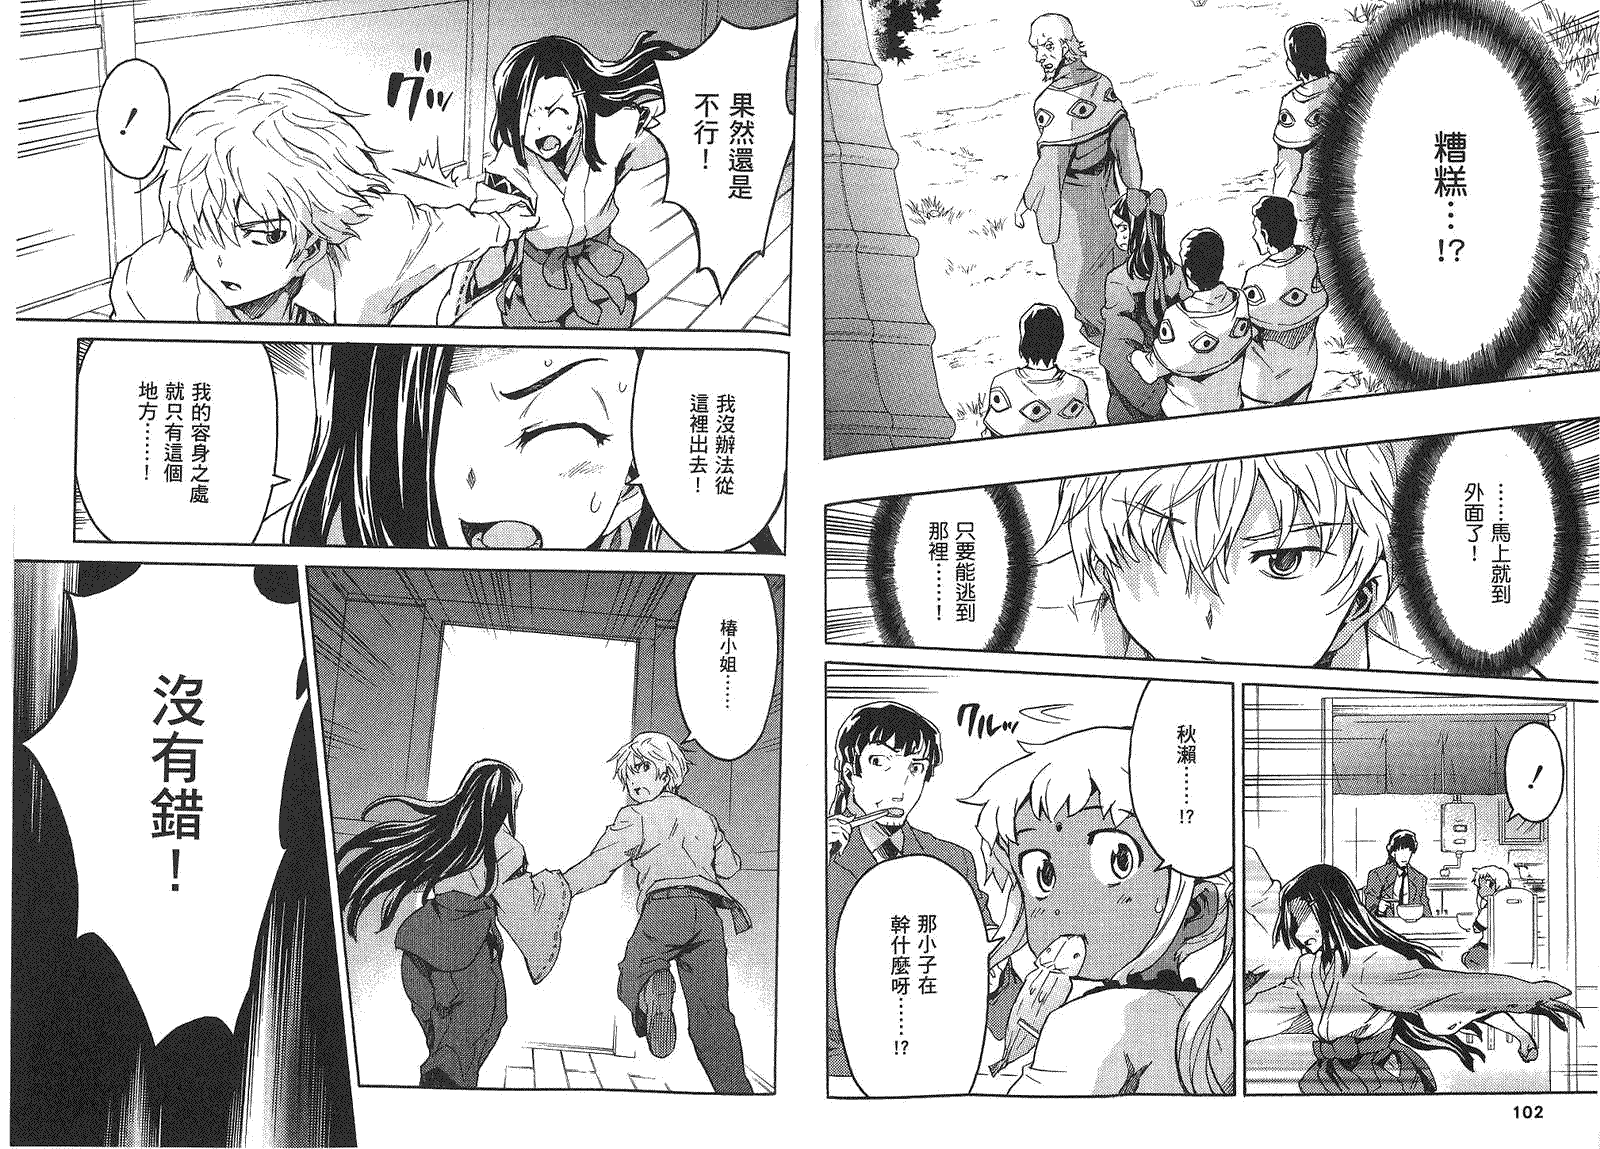 糟糕…!?
……馬上就到
外面了!
只要能逃到
那裡……!
!
秋瀨……!?
クルッ
那小子在
幹什麼呀……!?
102
果然還是
不行!
グッ
!
我沒辦法從
這裡出去!
我的容身之處
就只有這個
地方……!
椿小姐……
沒有錯!